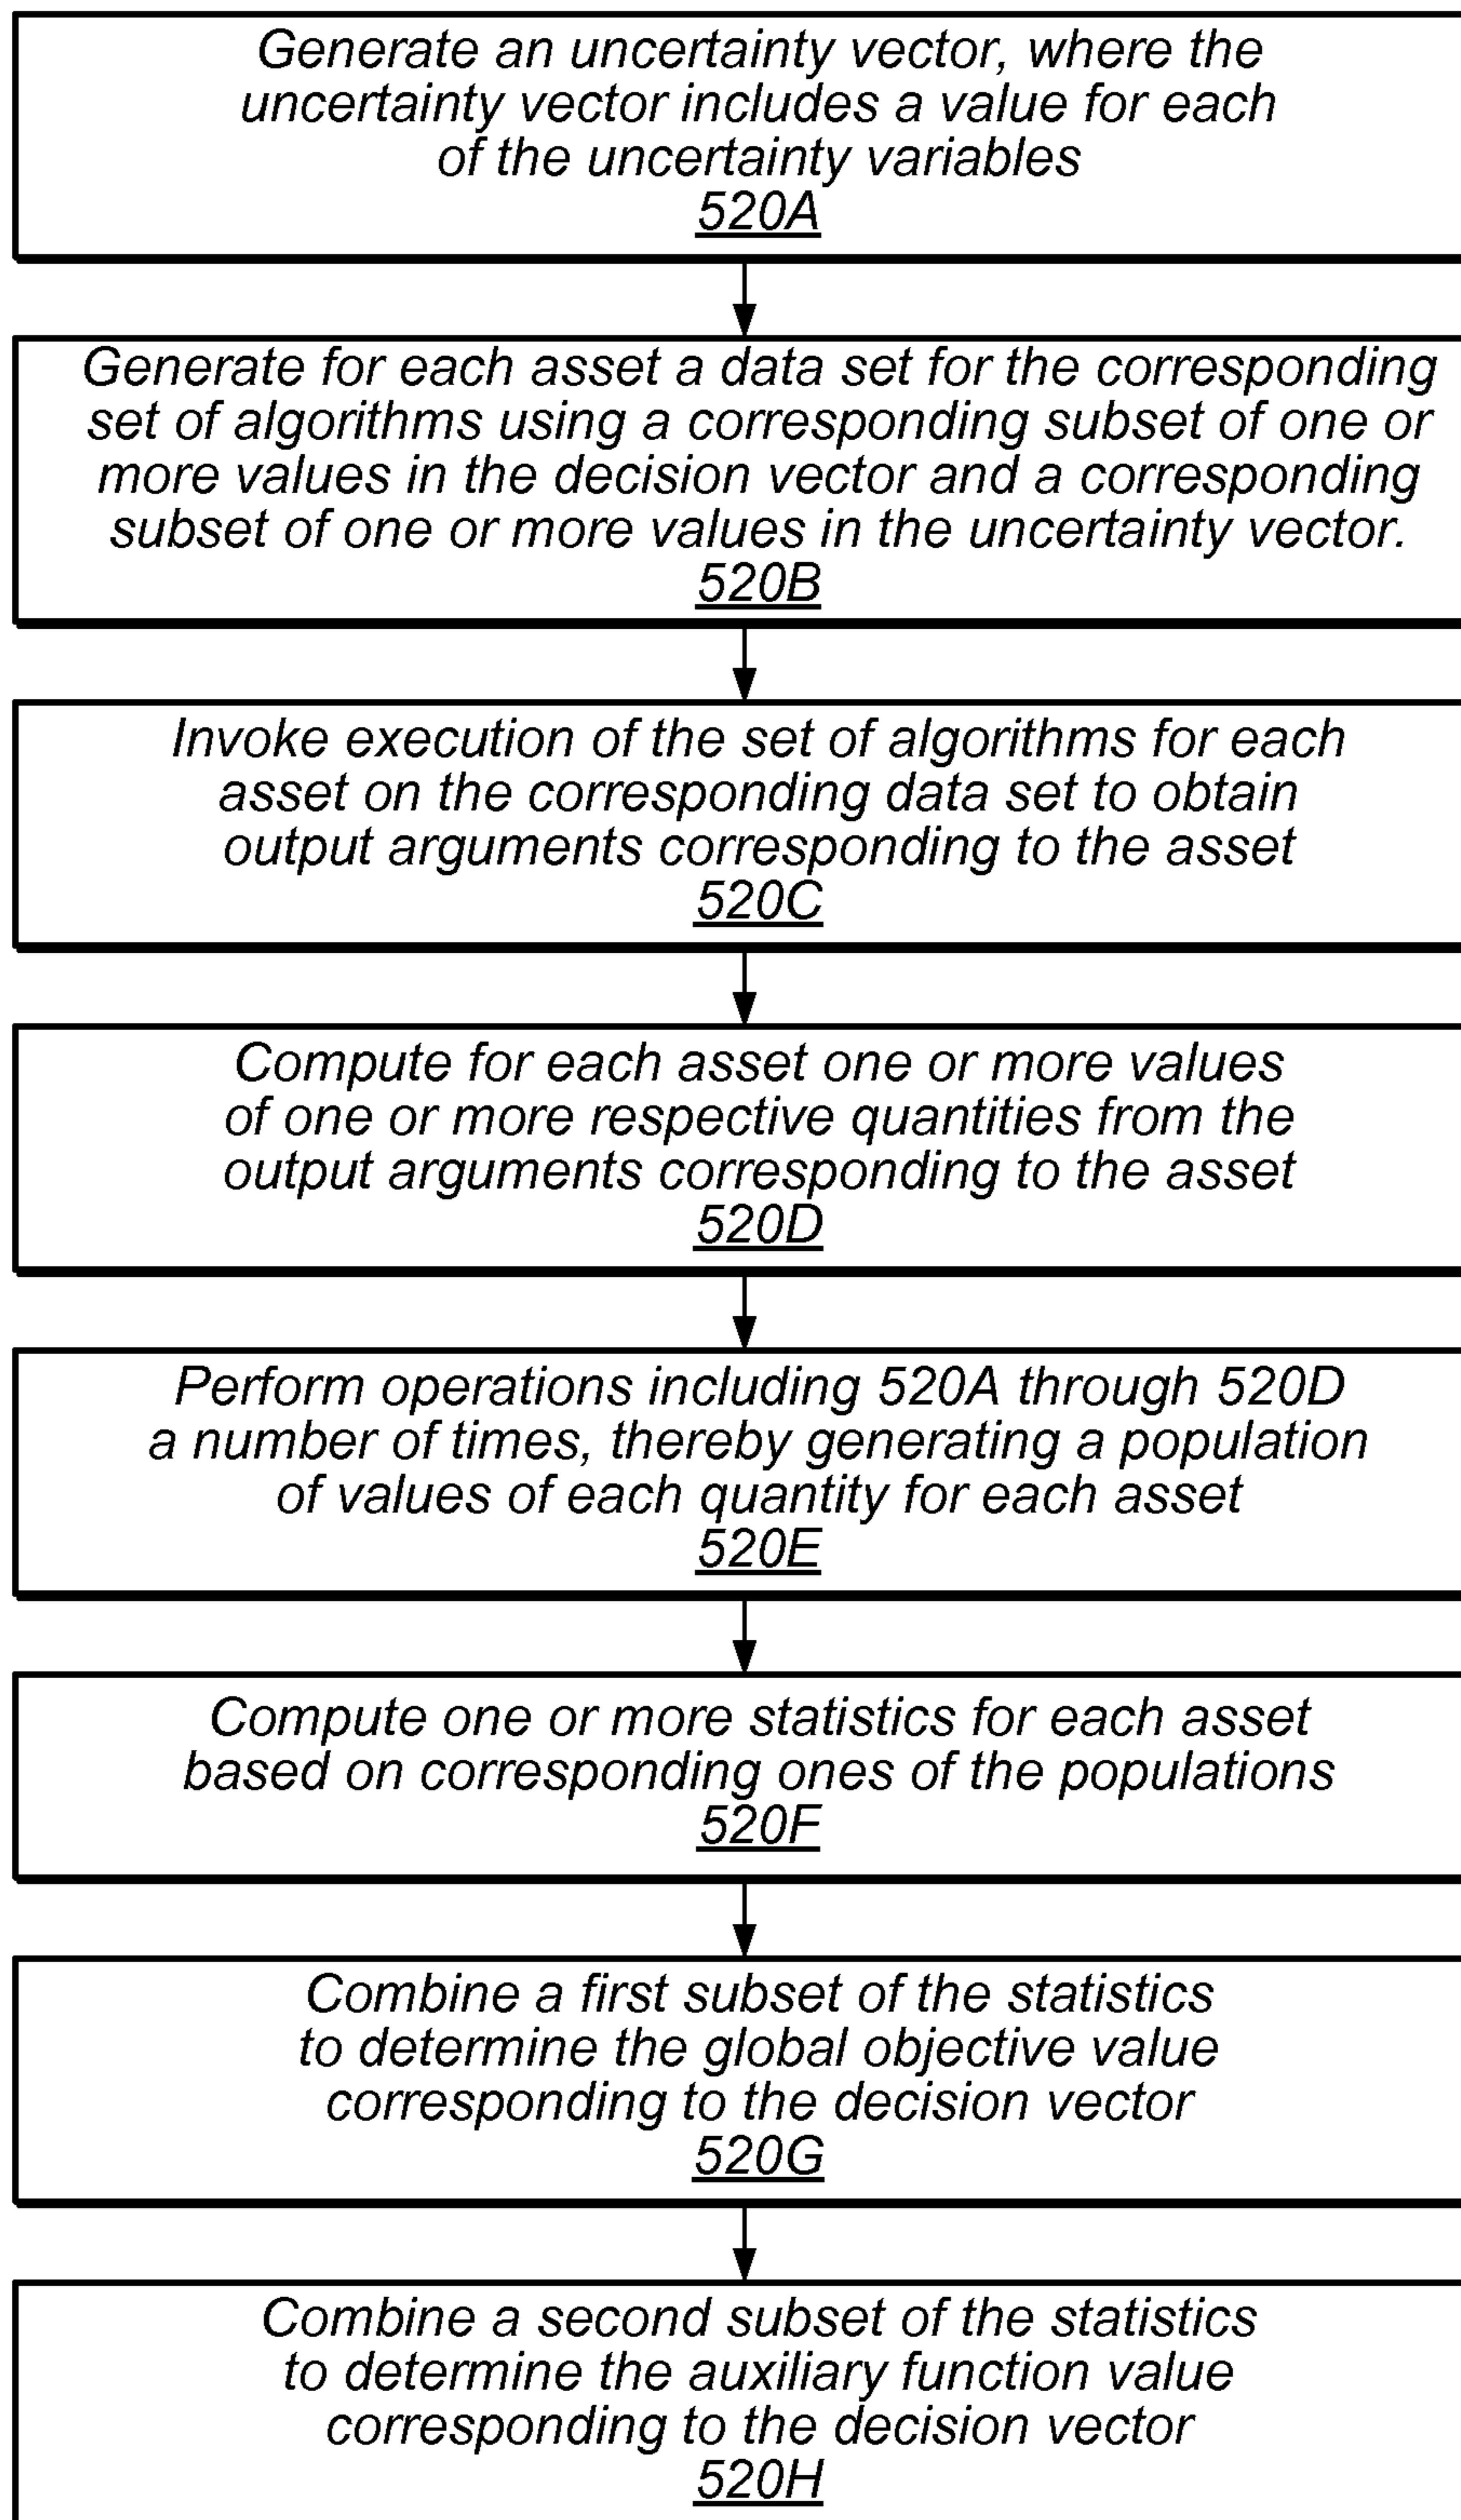 Generate an uncertainty vector, where the
uncertainty vector includes a value for each
of the uncertainty variables
520A
Generate for each asset a data set for the corresponding
set of algorithms using a corresponding subset of one or
more values in the decision vector and a corresponding
subset of one or more values in the uncertainty vector.
520B
Invoke execution of the set of algorithms for each
asset on the corresponding data set to obtain
output arguments corresponding to the asset
520C
Compute for each asset one or more values
of one or more respective quantities from the
output arguments corresponding to the asset
520D
Perform operations including 520A through 520D
a number of times, thereby generating a population
of values of each quantity for each asset
520E
Compute one or more statistics for each asset
based on corresponding ones of the populations
520F
Combine a first subset of the statistics
to determine the global objective value
corresponding to the decision vector
520G
Combine a second subset of the statistics
to determine the auxiliary function value
corresponding to the decision vector
520H